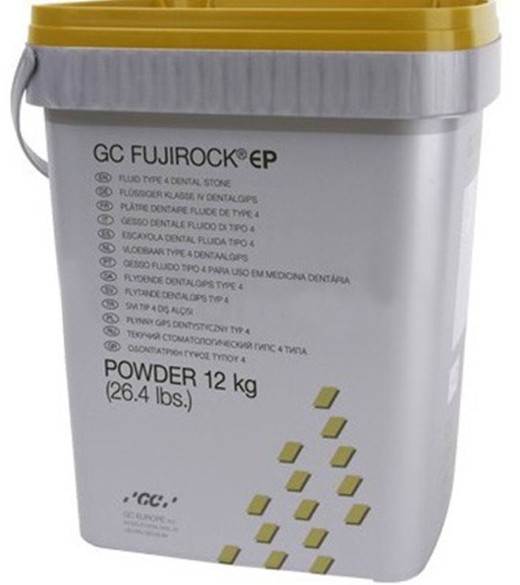 GC FUJIROCK® EP
EN FLUID TYPE 4 DENTAL STONE
DE FLÜSSIGER KLASSE IV DENTALGIPS
FR PLÂTRE DENTAIRE FLUIDE DE TYPE 4
IT GESSO DENTALE FLUIDO DI TIPO 4
ES ESCAYOLA DENTAL FLUIDA TIPO 4
NL VLOEIBAAR TYPE 4 DENTAALGIPS
PT GESSO FLUIDO TIPO 4 PARA USO EM MEDICINA DENTÁRIA
DA FLYDENDE DENTALGIPS TYPE 4
SV FLYTANDE DENTALGIPS TYP 4
TR SIVI TİP 4 DİŞ ALÇISI
PL PŁYNNY GIPS DENTYSTYCZNY TYP 4
RU ТЕКУЧИЙ СТОМАТОЛОГИЧЕСКИЙ ГИПС 4 ТИПА
GR ΟΔΟΝΤΙΑΤΡΙΚΗ ΓΥΨΟΣ ΤΥΠΟΥ 4
POWDER 12 kg
(26.4 lbs.)
GC
GC EUROPE N.V.